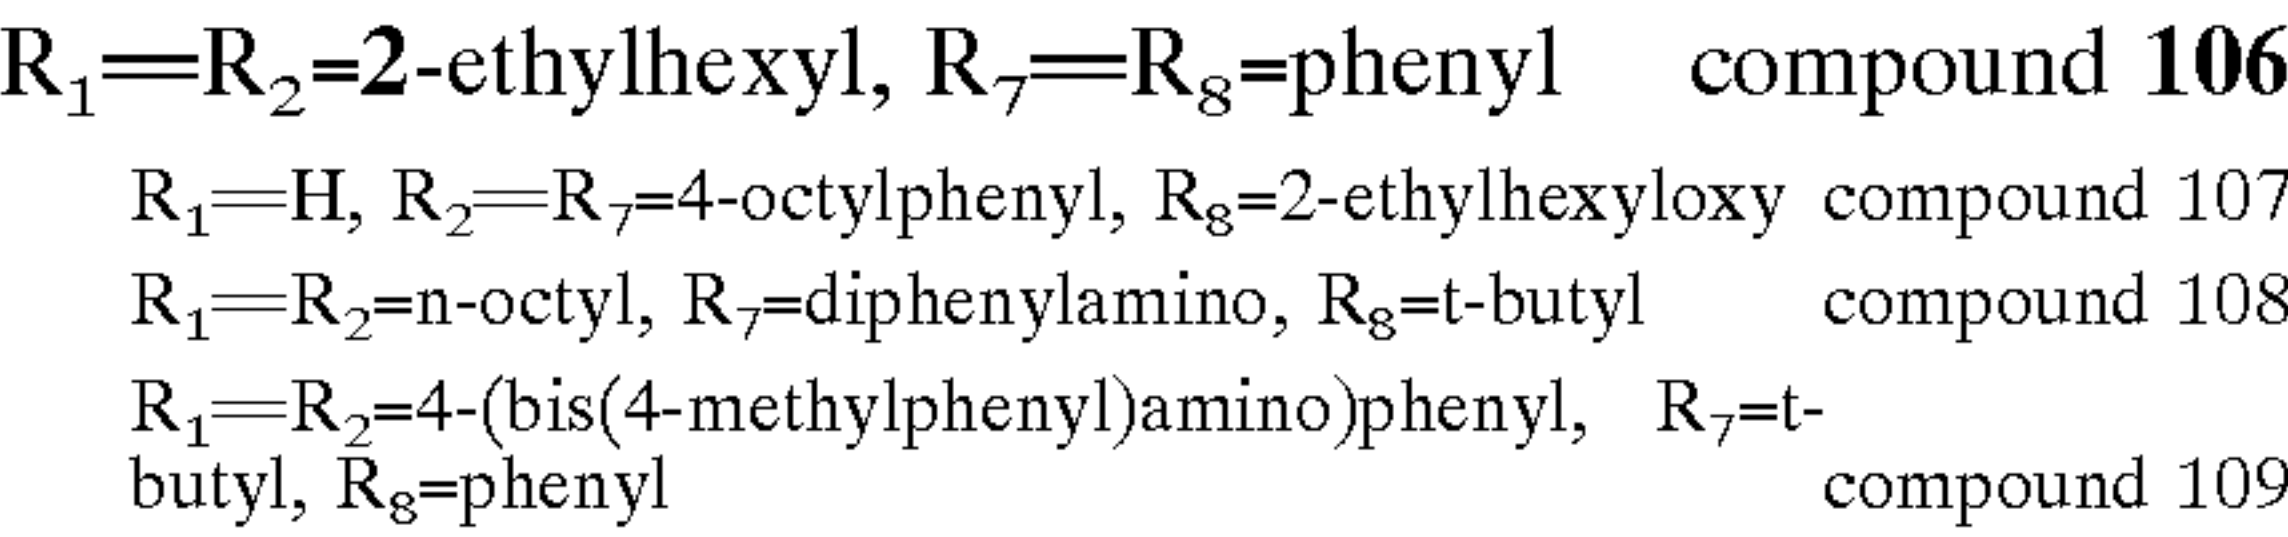 R₁═R₂=2-ethylhexyl, R₇═R₈=phenyl compound 106
R₁═H, R₂═R₇=4-octylphenyl, R₈=2-ethylhexyloxy compound 107
R₁═R₂=n-octyl, R₇=diphenylamino, R₈=t-butyl compound 108
R₁═R₂=4-(bis(4-methylphenyl)amino)phenyl, R₇=t-
butyl, R₈=phenyl compound 109